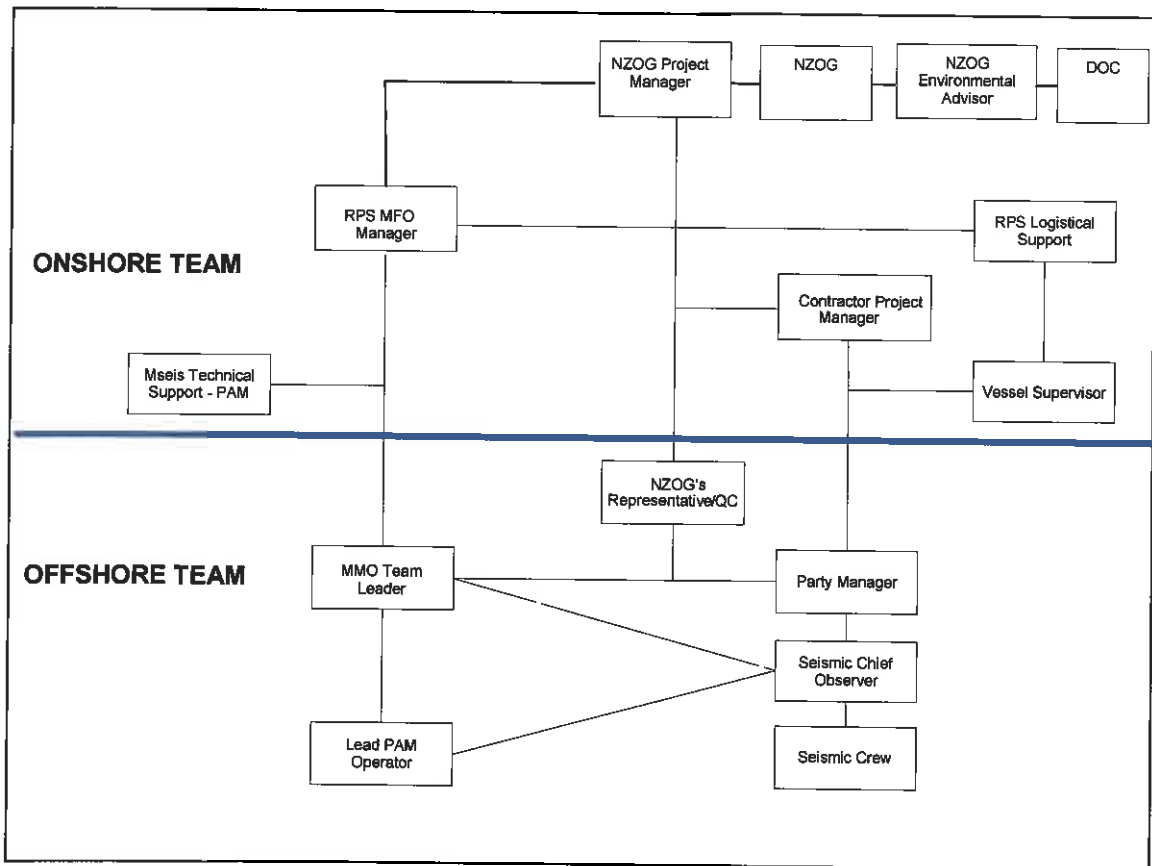 NZOG Project
Manager
NZOG
NZOG
Environmental
Advisor
DOC
RPS MFO
Manager
RPS Logistical
Support
ONSHORE TEAM
Contractor Project
Manager
Mseis Technical
Support - PAM
Vessel Supervisor
NZOG's
Representative/QC
OFFSHORE TEAM
MMO Team
Leader
Party Manager
Seismic Chief
Observer
Lead PAM
Operator
Seismic Crew